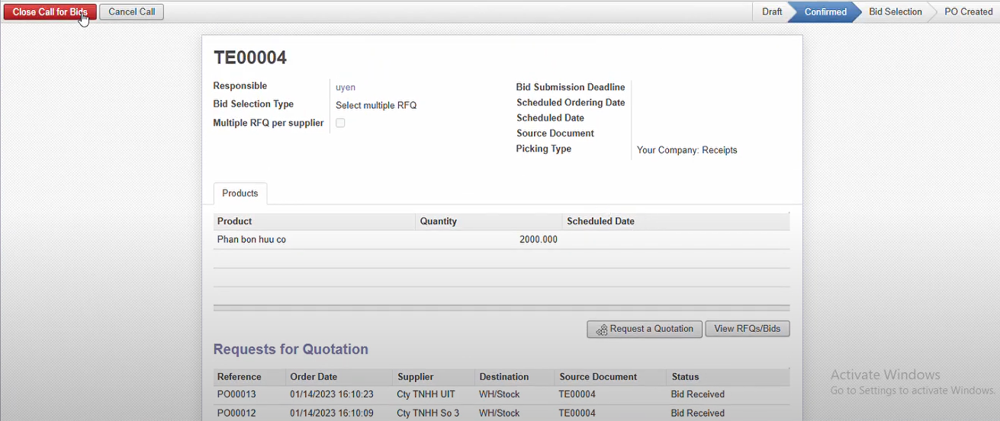 Close Call for Bids Cancel Call Draft Confirmed Bid Selection PO Created
TE00004
Responsible uyen
Bid Selection Type Select multiple RFQ
Multiple RFQ per supplier
Bid Submission Deadline
Scheduled Ordering Date
Scheduled Date
Source Document
Picking Type Your Company: Receipts
Products
Product Quantity Scheduled Date
Phan bon huu co 2000.000
Request a Quotation View RFQs/Bids
Requests for Quotation
Reference Order Date Supplier Destination Source Document Status
PO00013 01/14/2023 16:10:23 Cty TNHH UIT WH/Stock TE00004 Bid Received
PO00012 01/14/2023 16:10:09 Cty TNHH So 3 WH/Stock TE00004 Bid Received
Activate Windows
Go to Settings to activate Windows.